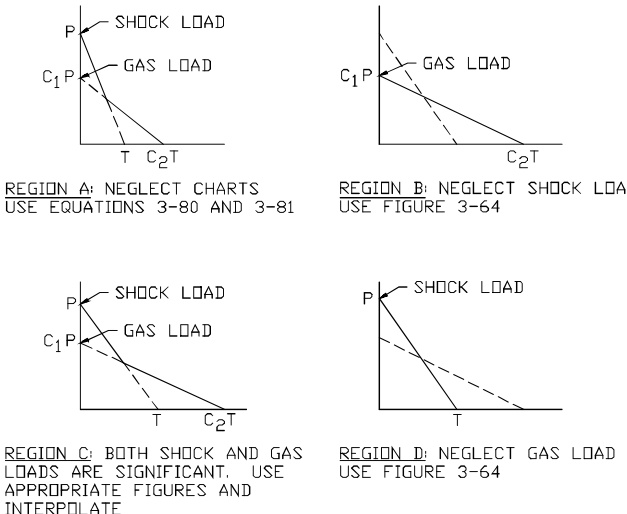 P
SHOCK LOAD
C1P
GAS LOAD
T C2T
REGION A: NEGLECT CHARTS
USE EQUATIONS 3-80 AND 3-81
C1P
GAS LOAD
C2T
REGION B: NEGLECT SHOCK LOA
USE FIGURE 3-64
P
SHOCK LOAD
C1P
GAS LOAD
T C2T
REGION C: BOTH SHOCK AND GAS
LOADS ARE SIGNIFICANT. USE
APPROPRIATE FIGURES AND
INTERPOLATE
P
SHOCK LOAD
T
REGION D: NEGLECT GAS LOAD
USE FIGURE 3-64